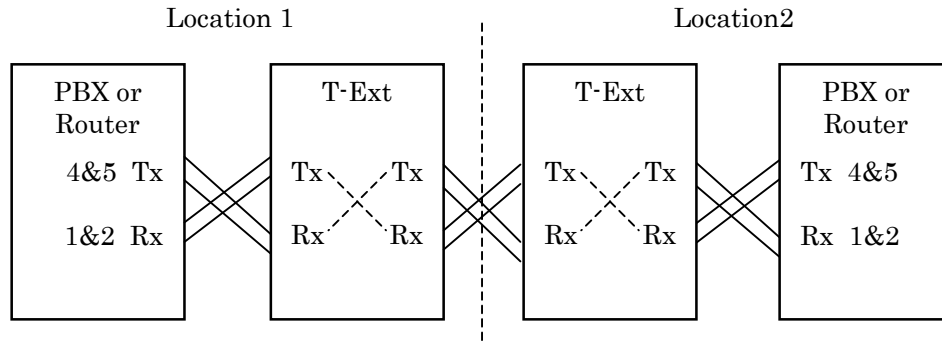 Location 1
Location2
PBX or
Router
4&5 Tx
1&2 Rx
T-Ext
Tx Tx
Rx Rx
T-Ext
Tx Tx
Rx Rx
PBX or
Router
Tx 4&5
Rx 1&2